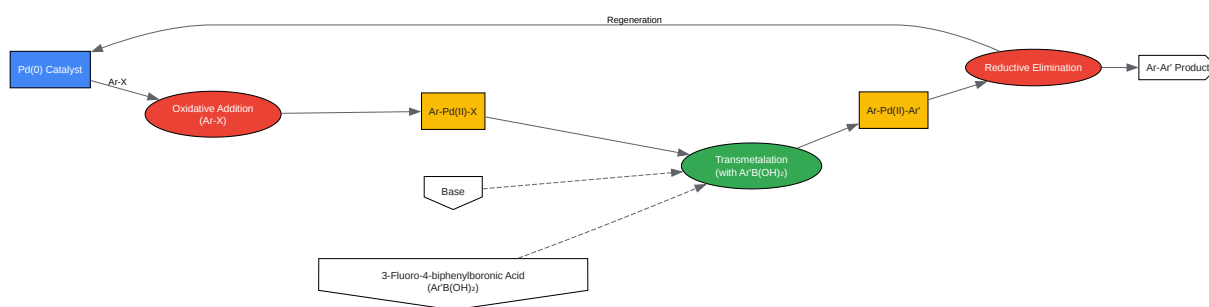 Regeneration
Pd(0) Catalyst
Ar-X
Oxidative Addition
(Ar-X)
Ar-Pd(II)-X
Base
3-Fluoro-4-biphenylboronic Acid
(Ar'B(OH)₂)
Transmetalation
(with Ar'B(OH)₂)
Ar-Pd(II)-Ar'
Reductive Elimination
Ar-Ar' Product